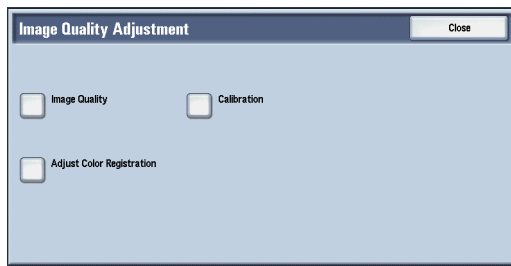 Image Quality Adjustment
Close
Image Quality
Calibration
Adjust Color Registration